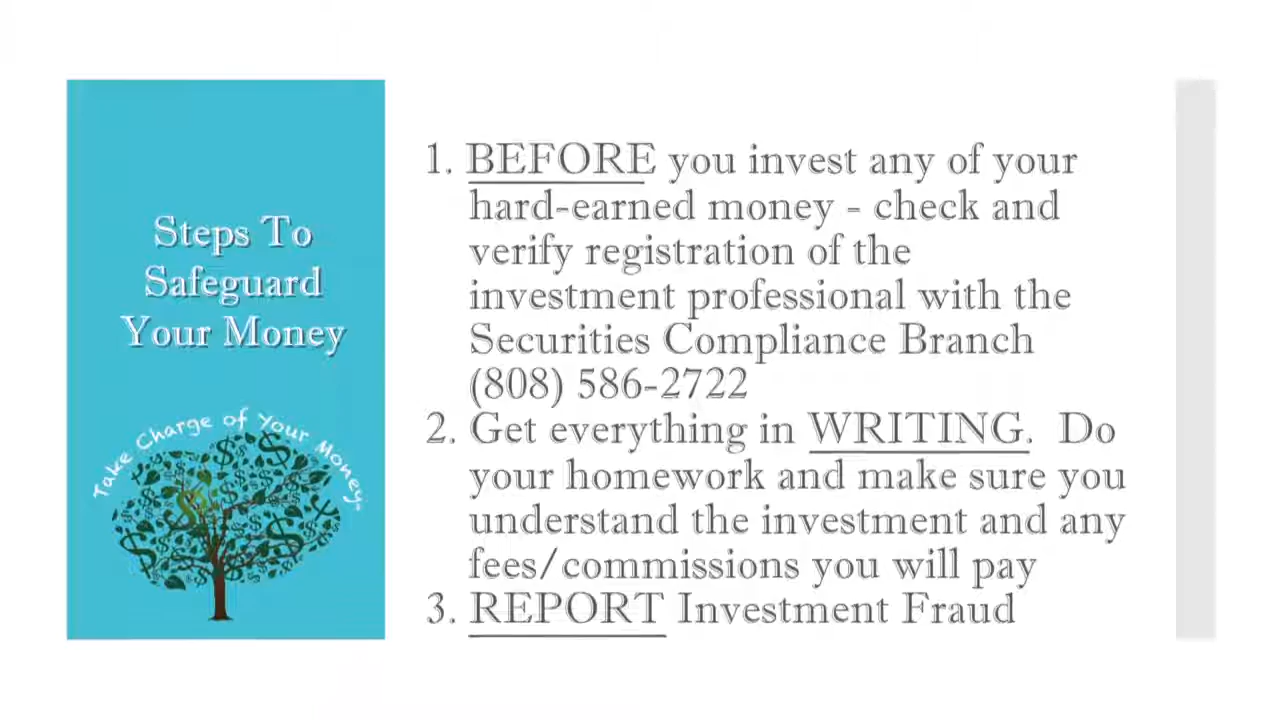 Steps To
Safeguard
Your Money
Take Charge of Your Money
1. BEFORE you invest any of your
hard-earned money - check and
verify registration of the
investment professional with the
Securities Compliance Branch
(808) 586-2722
2. Get everything in WRITING.  Do
your homework and make sure you
understand the investment and any
fees/commissions you will pay
3. REPORT Investment Fraud